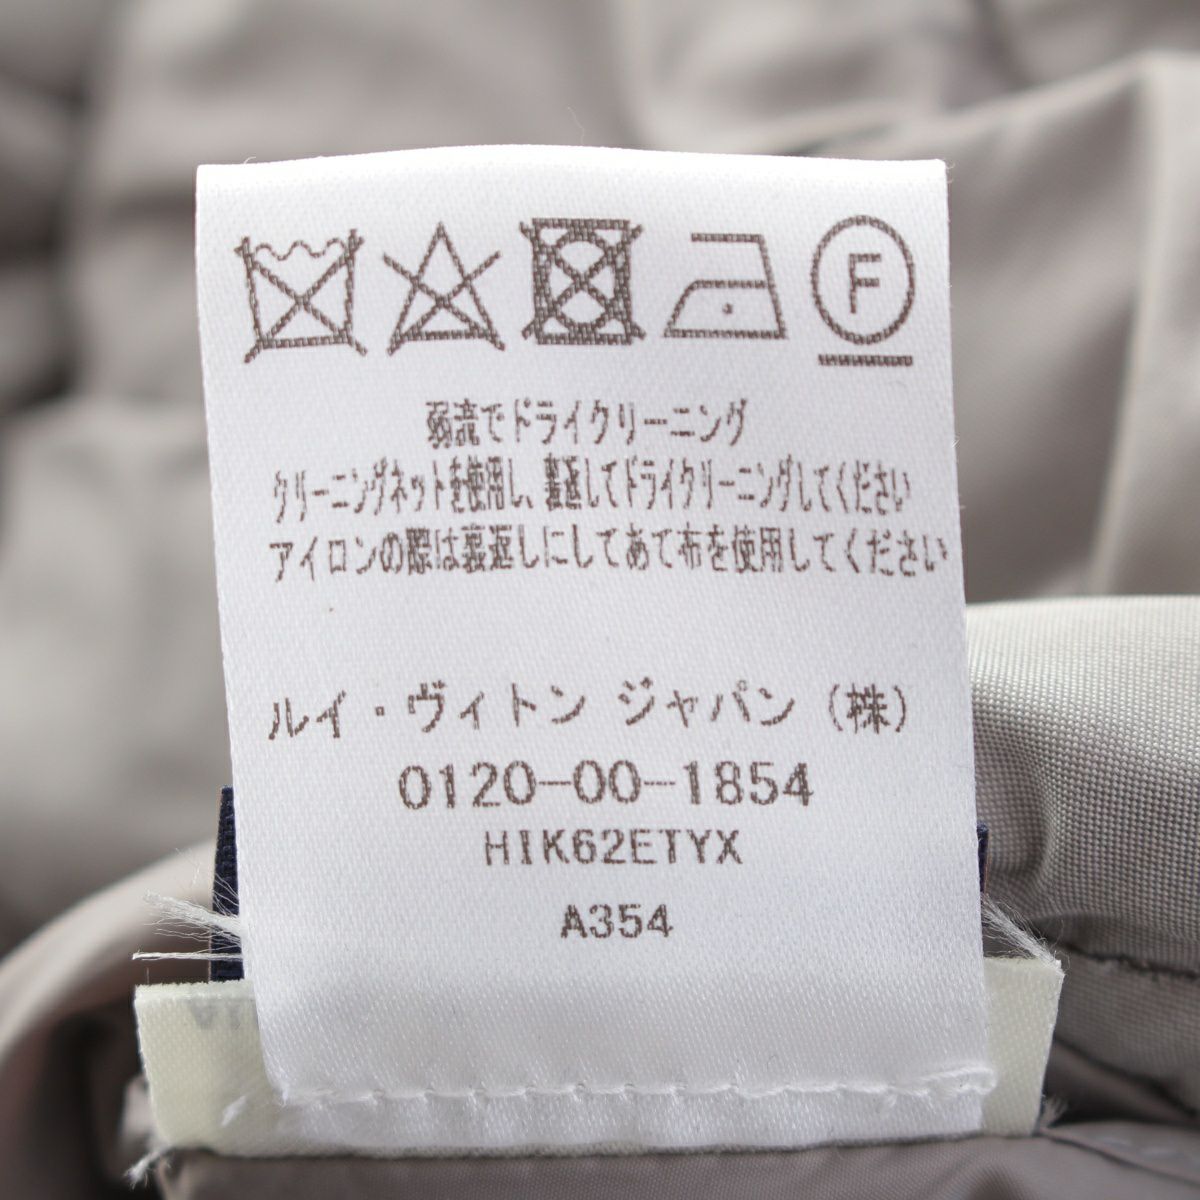 F
弱流でドライクリーニング
クリーニングネットを使用し、裏返してドライクリーニングしてください
アイロンの際は裏返しにしてあて布を使用してください
ルイ・ヴィトン ジャパン（株）
0120-00-1854
HIK62ETYX
A354